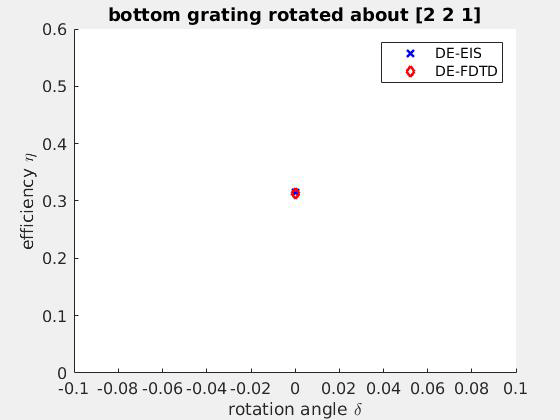 bottom grating rotated about [2 2 1]
DE-EIS
DE-FDTD
0.6
0.5
0.4
0.3
0.2
0.1
0
efficiency η
-0.1 -0.08 -0.06 -0.04 -0.02 0 0.02 0.04 0.06 0.08 0.1
rotation angle δ